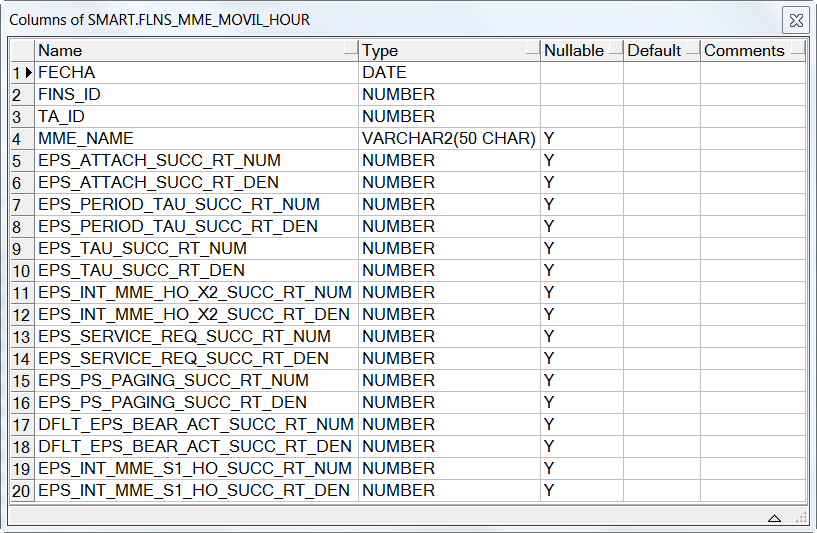 Columns of SMART.FLNS_MME_MOVIL_HOUR
Name Type Nullable Default Comments
1 FECHA DATE
2 FINS_ID NUMBER
3 TA_ID NUMBER
4 MME_NAME VARCHAR2(50 CHAR) Y
5 EPS_ATTACH_SUCC_RT_NUM NUMBER Y
6 EPS_ATTACH_SUCC_RT_DEN NUMBER Y
7 EPS_PERIOD_TAU_SUCC_RT_NUM NUMBER Y
8 EPS_PERIOD_TAU_SUCC_RT_DEN NUMBER Y
9 EPS_TAU_SUCC_RT_NUM NUMBER Y
10 EPS_TAU_SUCC_RT_DEN NUMBER Y
11 EPS_INT_MME_HO_X2_SUCC_RT_NUM NUMBER Y
12 EPS_INT_MME_HO_X2_SUCC_RT_DEN NUMBER Y
13 EPS_SERVICE_REQ_SUCC_RT_NUM NUMBER Y
14 EPS_SERVICE_REQ_SUCC_RT_DEN NUMBER Y
15 EPS_PS_PAGING_SUCC_RT_NUM NUMBER Y
16 EPS_PS_PAGING_SUCC_RT_DEN NUMBER Y
17 DFLT_EPS_BEAR_ACT_SUCC_RT_NUM NUMBER Y
18 DFLT_EPS_BEAR_ACT_SUCC_RT_DEN NUMBER Y
19 EPS_INT_MME_S1_HO_SUCC_RT_NUM NUMBER Y
20 EPS_INT_MME_S1_HO_SUCC_RT_DEN NUMBER Y